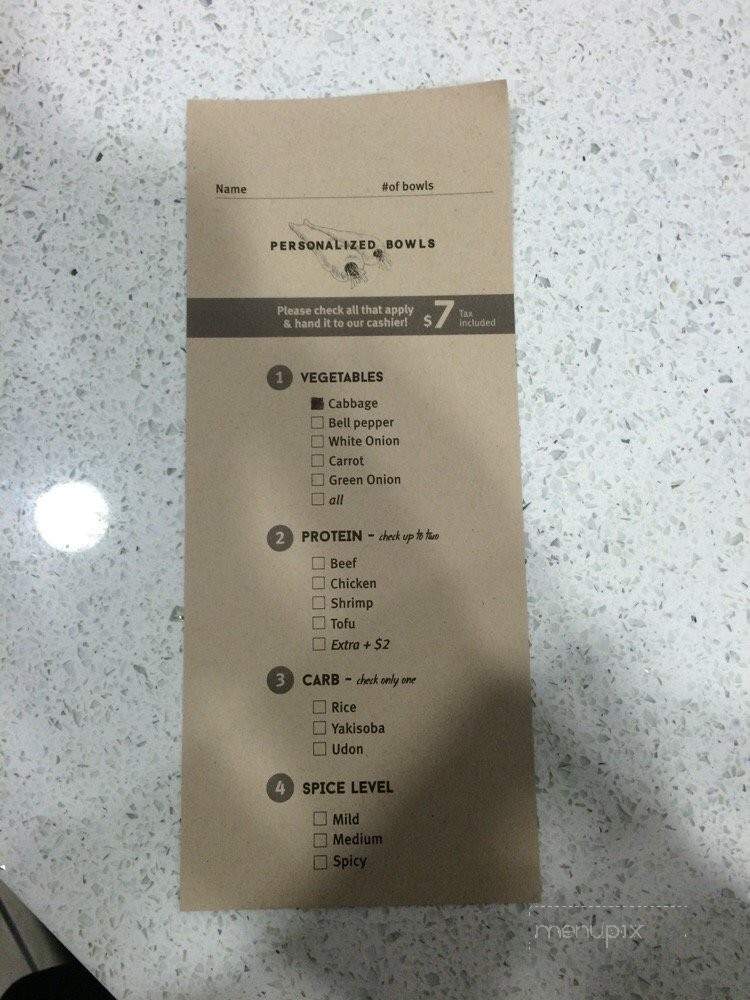 Name #of bowls
PERSONALIZED BOWLS
Please check all that apply
& hand it to our cashier!
$7 Tax
included
1 VEGETABLES
Cabbage
Bell pepper
White Onion
Carrot
Green Onion
all
2 PROTEIN - check up to two
Beef
Chicken
Shrimp
Tofu
Extra + $2
3 CARB - check only one
Rice
Yakisoba
Udon
4 SPICE LEVEL
Mild
Medium
Spicy
menupix